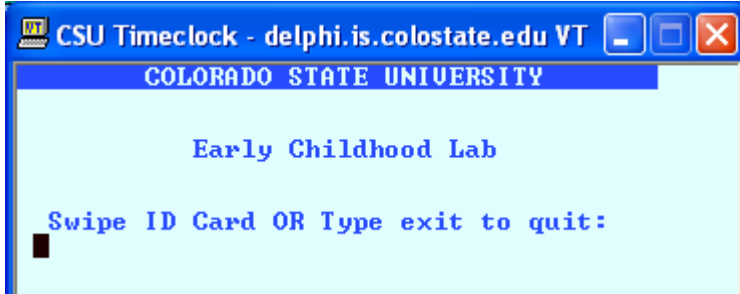 CSU Timeclock - delphi.is.colostate.edu VT
COLORADO STATE UNIVERSITY
Early Childhood Lab
Swipe ID Card OR Type exit to quit: